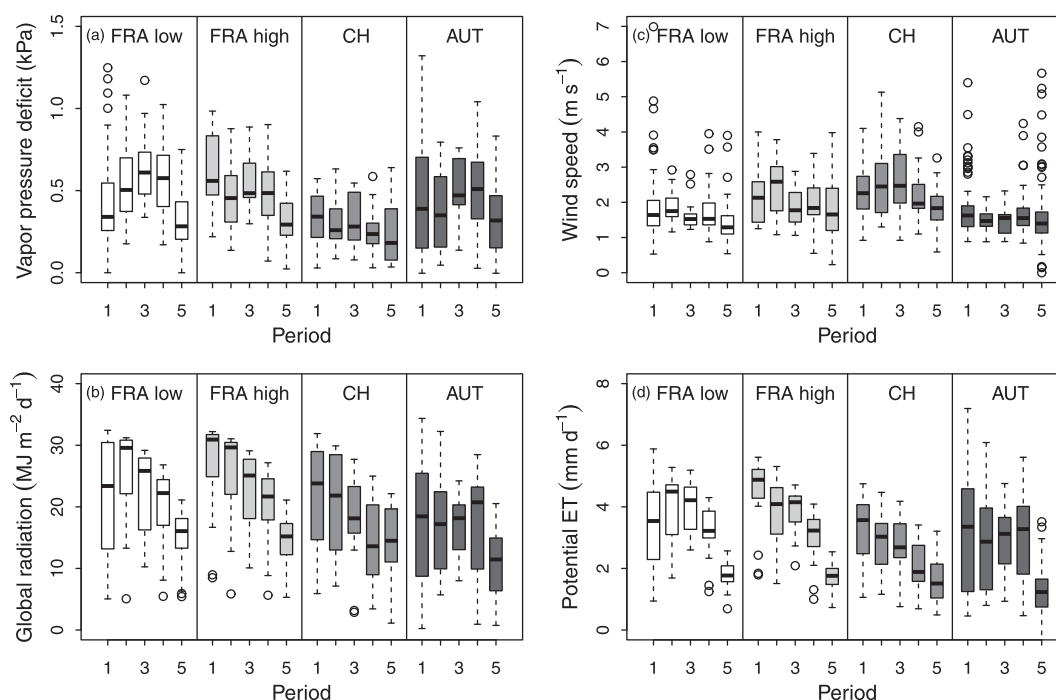 (a) FRA low FRA high CH AUT
Vapor pressure deficit (kPa)
1.5
1.0
0.5
0.0
1 3 5 1 3 5 1 3 5 1 3 5
Period
(c) FRA low FRA high CH AUT
Wind speed (m s⁻¹)
7
6
5
4
3
2
1
0
1 3 5 1 3 5 1 3 5 1 3 5
Period
(b) FRA low FRA high CH AUT
Global radiation (MJ m⁻² d⁻¹)
40
30
20
10
0
1 3 5 1 3 5 1 3 5 1 3 5
Period
(d) FRA low FRA high CH AUT
Potential ET (mm d⁻¹)
8
6
4
2
0
1 3 5 1 3 5 1 3 5 1 3 5
Period